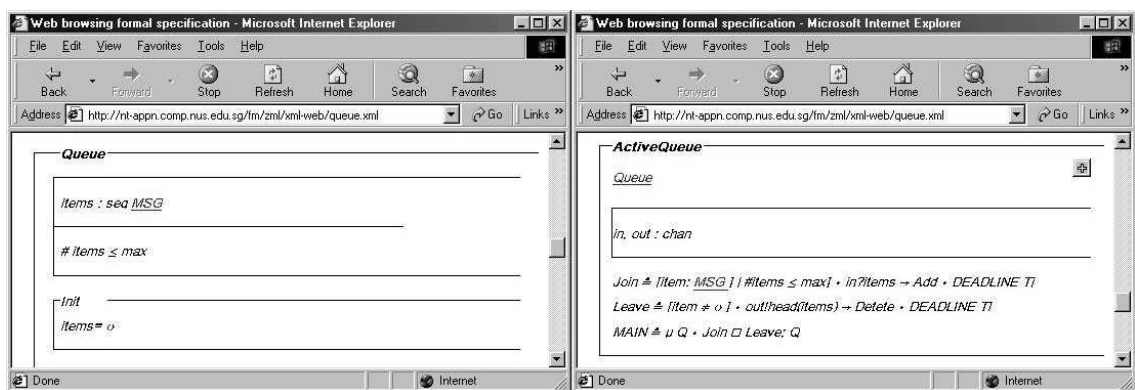 Web browsing formal specification - Microsoft Internet Explorer
File Edit View Favorites Tools Help
Back Forward Stop Refresh Home Search Favorites »
Address http://nt-appn.comp.nus.edu.sg/fm/zml/xml-web/queue.xml Go Links »
Queue
items : seq MSG
# items ≤ max
Init
items= ‹›
Done Internet
Web browsing formal specification - Microsoft Internet Explorer
File Edit View Favorites Tools Help
Back Forward Stop Refresh Home Search Favorites »
Address http://nt-appn.comp.nus.edu.sg/fm/zml/xml-web/queue.xml Go Links »
ActiveQueue
Queue
in, out : chan
Join ≙ [item: MSG ] | #items ≤ max] • in?items → Add • DEADLINE T|
Leave ≙ [item ≠ ‹› ] • out!head(items) → Detete • DEADLINE T|
MAIN ≙ μ Q • Join □ Leave; Q
Done Internet